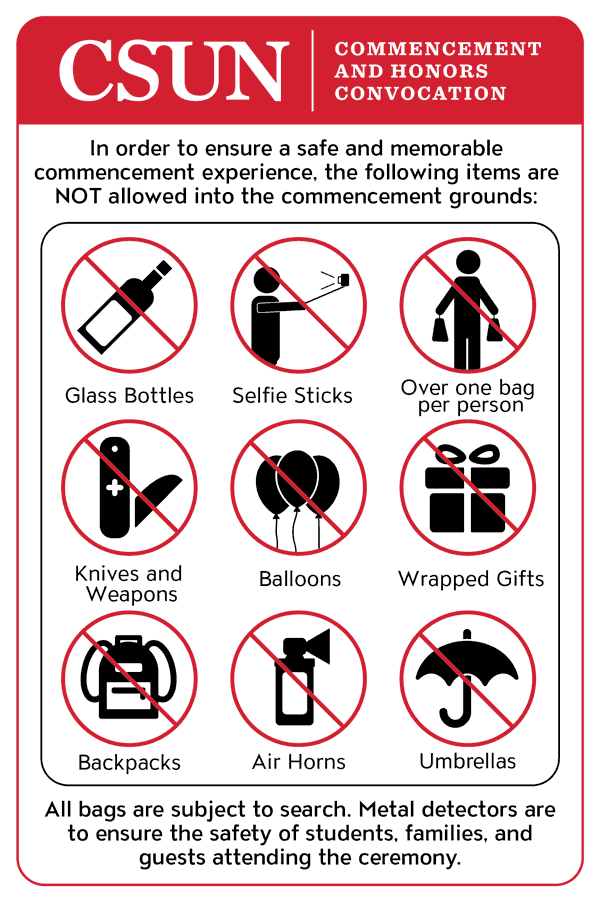 CSUN
COMMENCEMENT
AND HONORS
CONVOCATION
In order to ensure a safe and memorable
commencement experience, the following items are
NOT allowed into the commencement grounds:
Glass Bottles
Selfie Sticks
Over one bag
per person
Knives and
Weapons
Balloons
Wrapped Gifts
Backpacks
Air Horns
Umbrellas
All bags are subject to search. Metal detectors are
to ensure the safety of students, families, and
guests attending the ceremony.